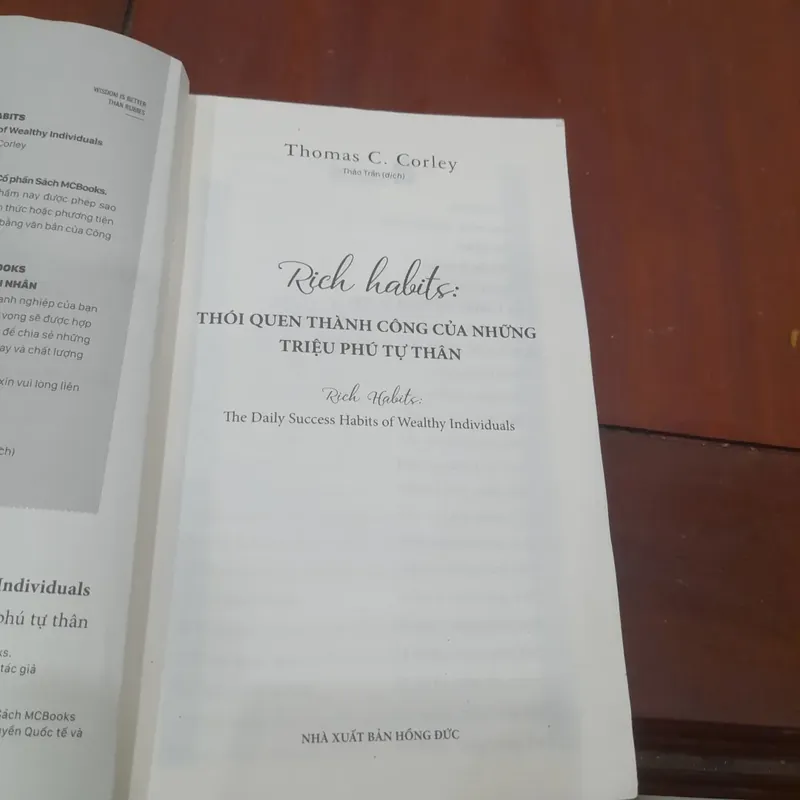 WISDOM IS BETTER
THAN RUBIES
ABITS
of Wealthy Individuals
Corley
Cổ phần Sách MCBooks.
phẩm này được phép sao
h thức hoặc phương tiện
bằng văn bản của Công
OOKS
I NHÂN
anh nghiệp của bạn
vọng sẽ được hợp
để chia sẻ những
ay và chất lượng
xin vui lòng liên
ch)
Individuals
phú tự thân
ks.
tác giả
Sách MCBooks
uyền Quốc tế và
Thomas C. Corley
Thảo Trần (dịch)
Rich habits:
THÓI QUEN THÀNH CÔNG CỦA NHỮNG
TRIỆU PHÚ TỰ THÂN
Rich Habits:
The Daily Success Habits of Wealthy Individuals
NHÀ XUẤT BẢN HỒNG ĐỨC